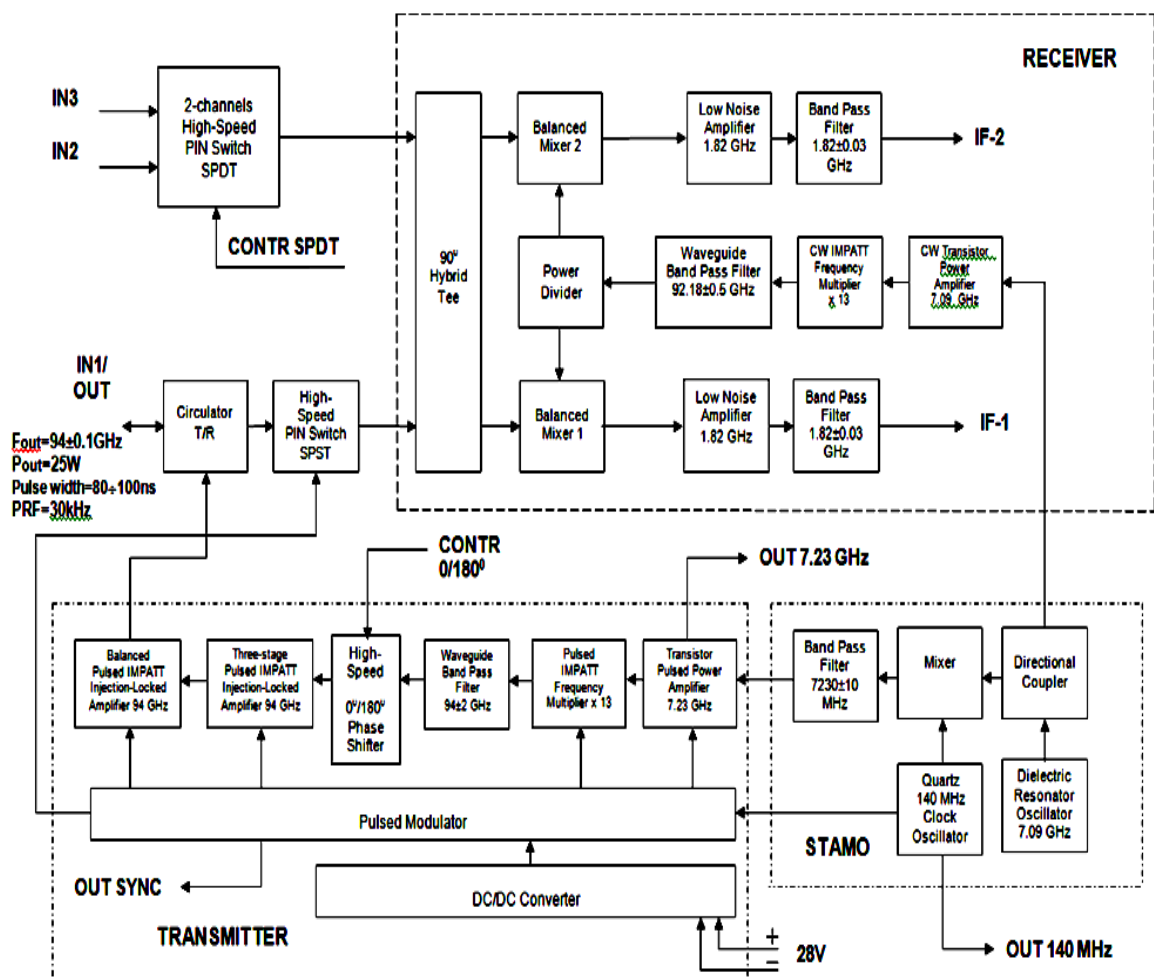 RECEIVER
IN3
IN2
2-channels
High-Speed
PIN Switch
SPDT
CONTR SPDT
90⁰
Hybrid
Tee
Balanced
Mixer 2
Low Noise
Amplifier
1.82 GHz
Band Pass
Filter
1.82±0.03
GHz
IF-2
Power
Divider
Waveguide
Band Pass Filter
92.18±0.5 GHz
CW IMPATT
Frequency
Multiplier
x 13
CW Transistor
Power
Amplifier
7.09 GHz
IN1/
OUT
Fout=94±0.1GHz
Pout=25W
Pulse width=80÷100ns
PRF=30kHz
Circulator
T/R
High-
Speed
PIN Switch
SPST
Balanced
Mixer 1
Low Noise
Amplifier
1.82 GHz
Band Pass
Filter
1.82±0.03
GHz
IF-1
CONTR
0/180⁰
OUT 7.23 GHz
Balanced
Pulsed IMPATT
Injection-Locked
Amplifier 94 GHz
Three-stage
Pulsed IMPATT
Injection-Locked
Amplifier 94 GHz
High-
Speed
0⁰/180⁰
Phase
Shifter
Waveguide
Band Pass
Filter
94±2 GHz
Pulsed
IMPATT
Frequency
Multiplier x 13
Transistor
Pulsed Power
Amplifier
7.23 GHz
Band Pass
Filter
7230±10
MHz
Mixer
Directional
Coupler
Pulsed Modulator
Quartz
140 MHz
Clock
Oscillator
Dielectric
Resonator
Oscillator
7.09 GHz
STAMO
OUT SYNC
DC/DC Converter
TRANSMITTER
+
–
28V
OUT 140 MHz